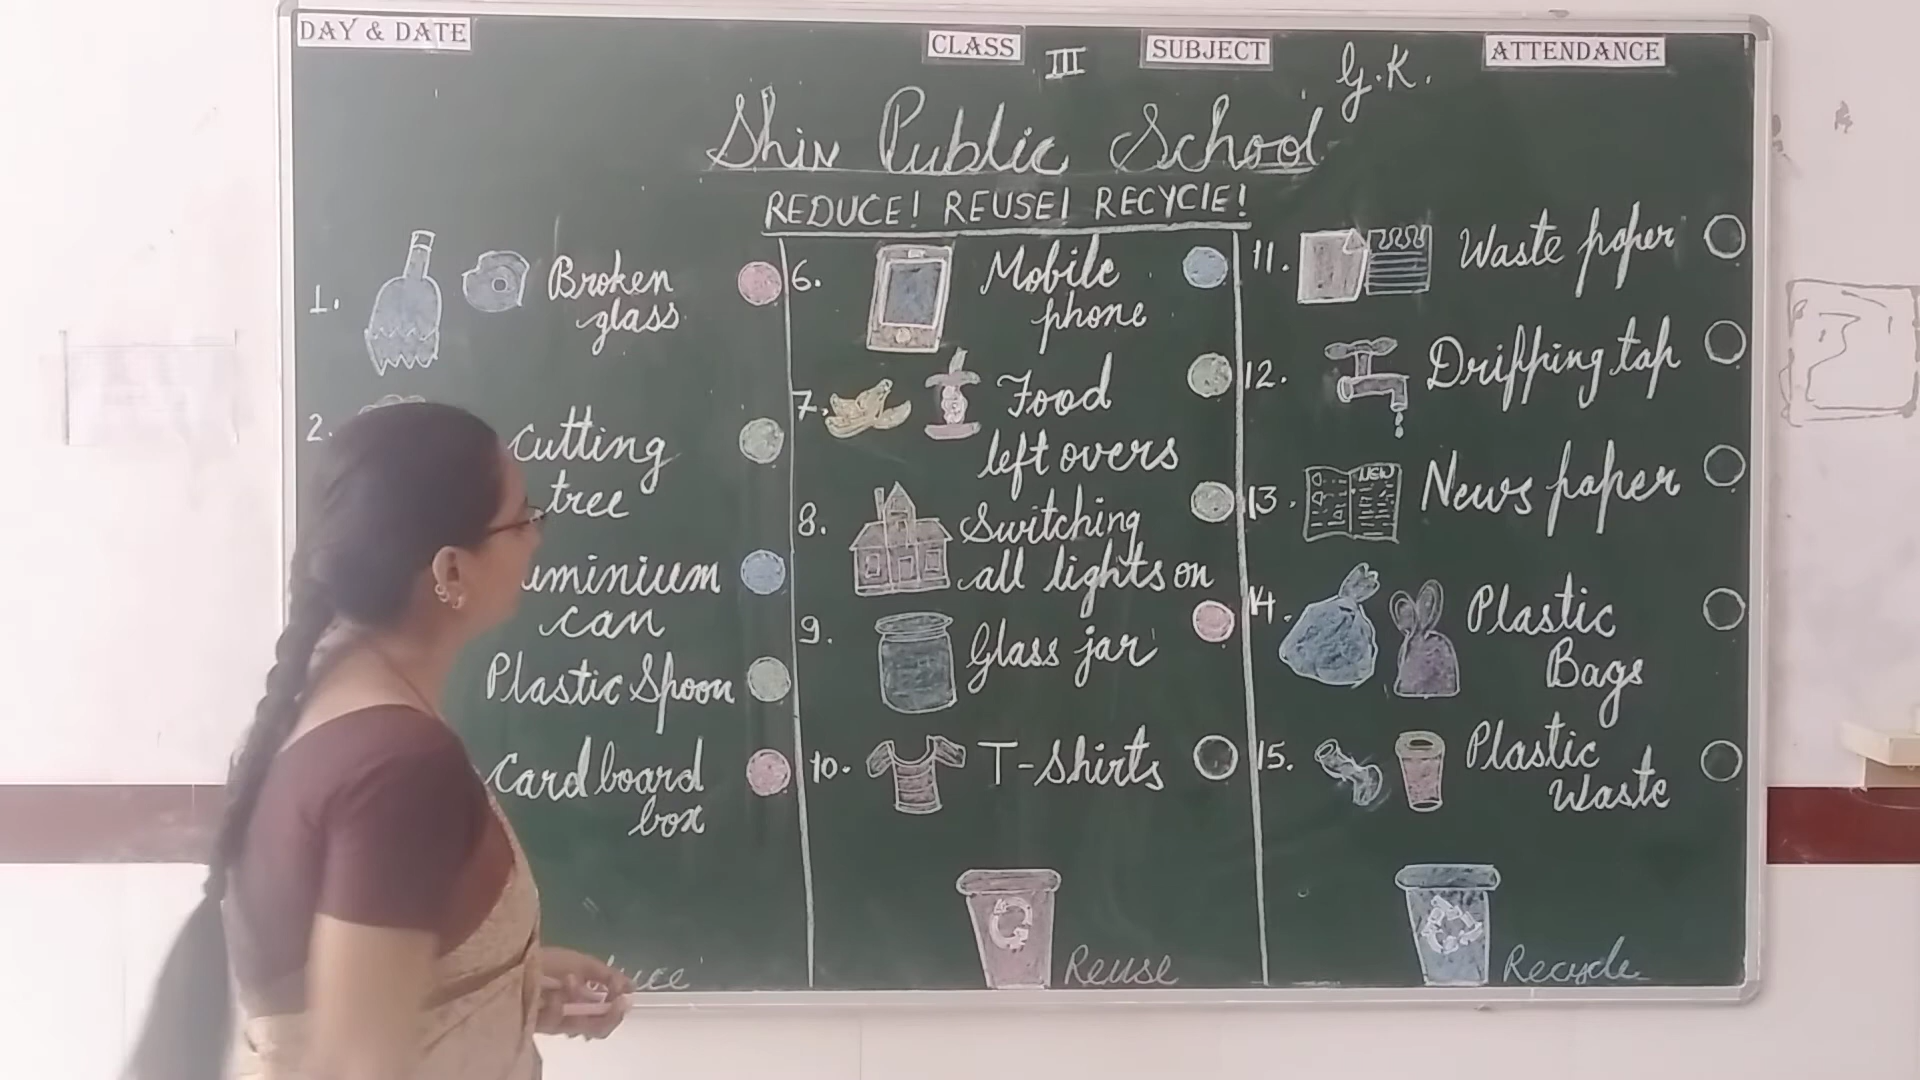 DAY & DATE
CLASS III SUBJECT G.K. ATTENDANCE
Shiv Public School
REDUCE! REUSE! RECYCLE!
1. Broken
glass
2. Cutting
tree
uminium
can
Plastic Spoon
Cardboard
box
uce
6. Mobile
phone
7. Food
left overs
8. Switching
all lights on
9. Glass jar
10. T-Shirts
Reuse
11. Waste paper
12. Dripping tap
13. NEW News paper
14. Plastic
Bags
15. Plastic
Waste
Recycle